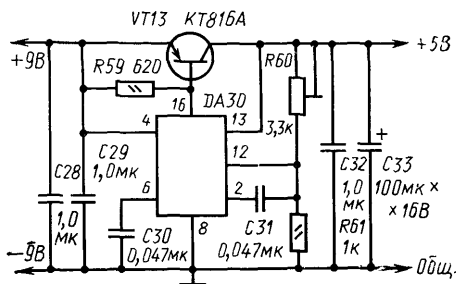 VT13 КТ816А
+9В
+5В
R59 620
R60
16
DA30
4
13
3,3к
12
C29
1,0мк
C28
6
2
C32
1,0
мк
C33
100мк ×
× 16В
+
1,0
мк
C30
0,047мк
8
C31
0,047мк
R61
1к
−9В
Общ.